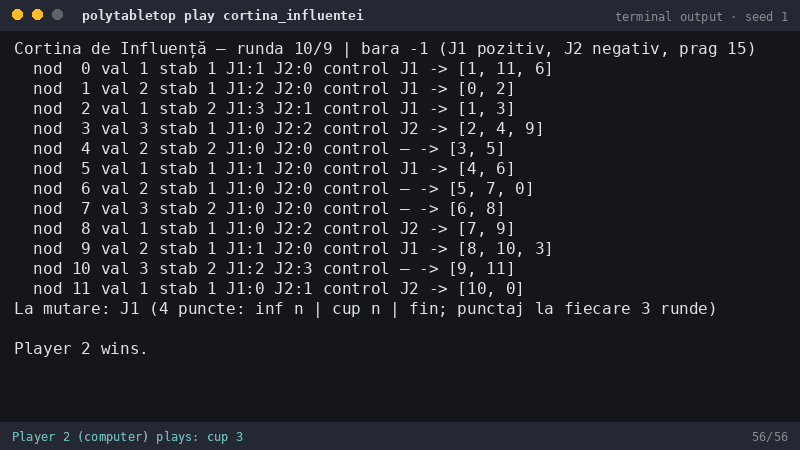 polytabletop play cortina_influentei
terminal output · seed 1
Cortina de Influență — runda 10/9 | bara -1 (J1 pozitiv, J2 negativ, prag 15)
nod 0 val 1 stab 1 J1:1 J2:0 control J1 -> [1, 11, 6]
nod 1 val 2 stab 1 J1:2 J2:0 control J1 -> [0, 2]
nod 2 val 1 stab 2 J1:3 J2:1 control J1 -> [1, 3]
nod 3 val 3 stab 1 J1:0 J2:2 control J2 -> [2, 4, 9]
nod 4 val 2 stab 2 J1:0 J2:0 control — -> [3, 5]
nod 5 val 1 stab 1 J1:1 J2:0 control J1 -> [4, 6]
nod 6 val 2 stab 1 J1:0 J2:0 control — -> [5, 7, 0]
nod 7 val 3 stab 2 J1:0 J2:0 control — -> [6, 8]
nod 8 val 1 stab 1 J1:0 J2:2 control J2 -> [7, 9]
nod 9 val 2 stab 1 J1:1 J2:0 control J1 -> [8, 10, 3]
nod 10 val 3 stab 2 J1:2 J2:3 control — -> [9, 11]
nod 11 val 1 stab 1 J1:0 J2:1 control J2 -> [10, 0]
La mutare: J1 (4 puncte: inf n | cup n | fin; punctaj la fiecare 3 runde)
Player 2 wins.
Player 2 (computer) plays: cup 3
56/56